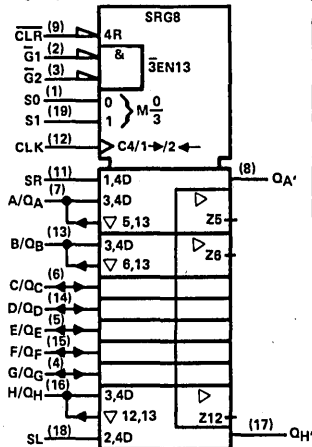 SRG8
CLR (9) 4R
G1 (2) &
G2 (3) 3EN13
S0 (1) 0 } M 0/3
S1 (19) 1
CLK (12) C4/1→/2←
SR (11) 1,4D (8) QA'
A/QA (7) 3,4D ▷
▽ 5,13 Z5
B/QB (13) 3,4D ▷
▽ 6,13 Z6
C/QC (6)
D/QD (14)
E/QE (5)
F/QF (15)
G/QG (4)
H/QH (16) 3,4D ▷
▽ 12,13 Z12
SL (18) 2,4D (17) QH'